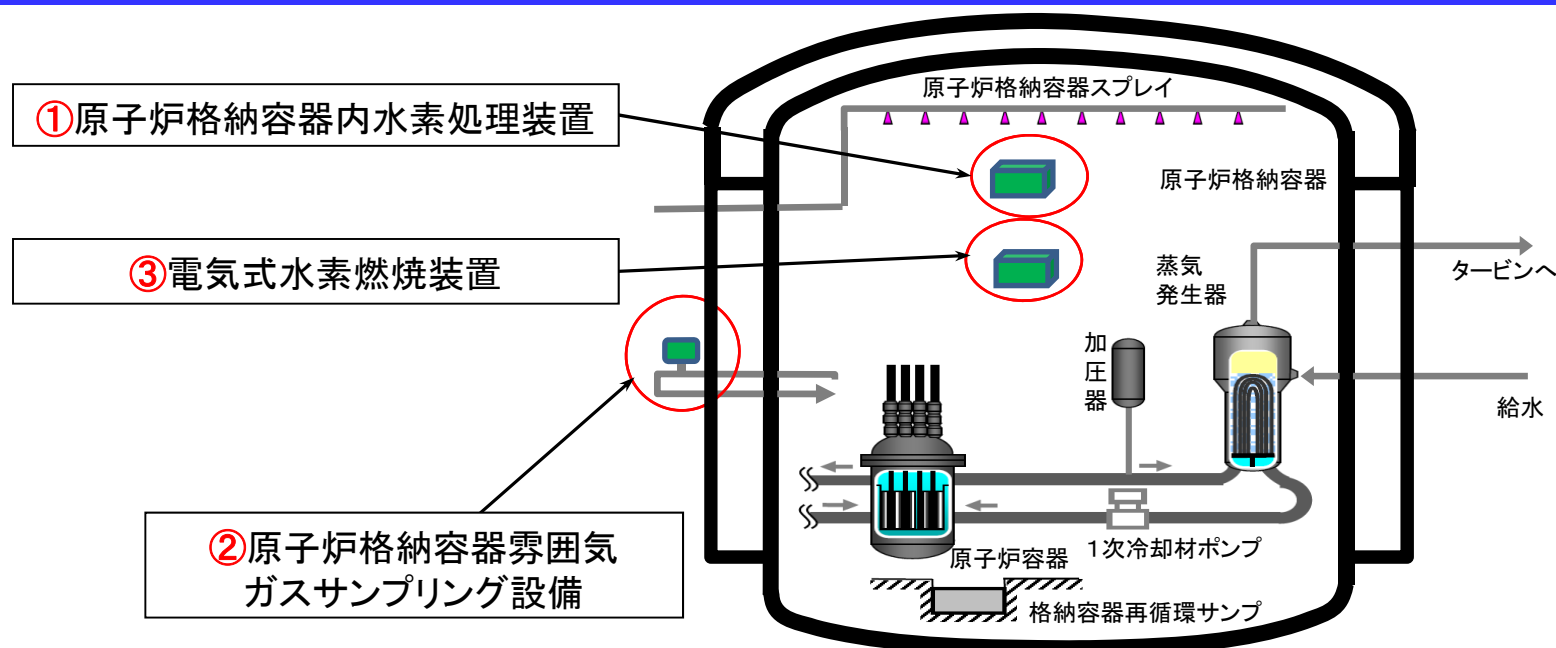 ①原子炉格納容器内水素処理装置
③電気式水素燃焼装置
②原子炉格納容器雰囲気
ガスサンプリング設備
原子炉格納容器スプレイ
原子炉格納容器
蒸気
発生器
タービンへ
加
圧
器
給水
原子炉容器
1次冷却材ポンプ
格納容器再循環サンプ